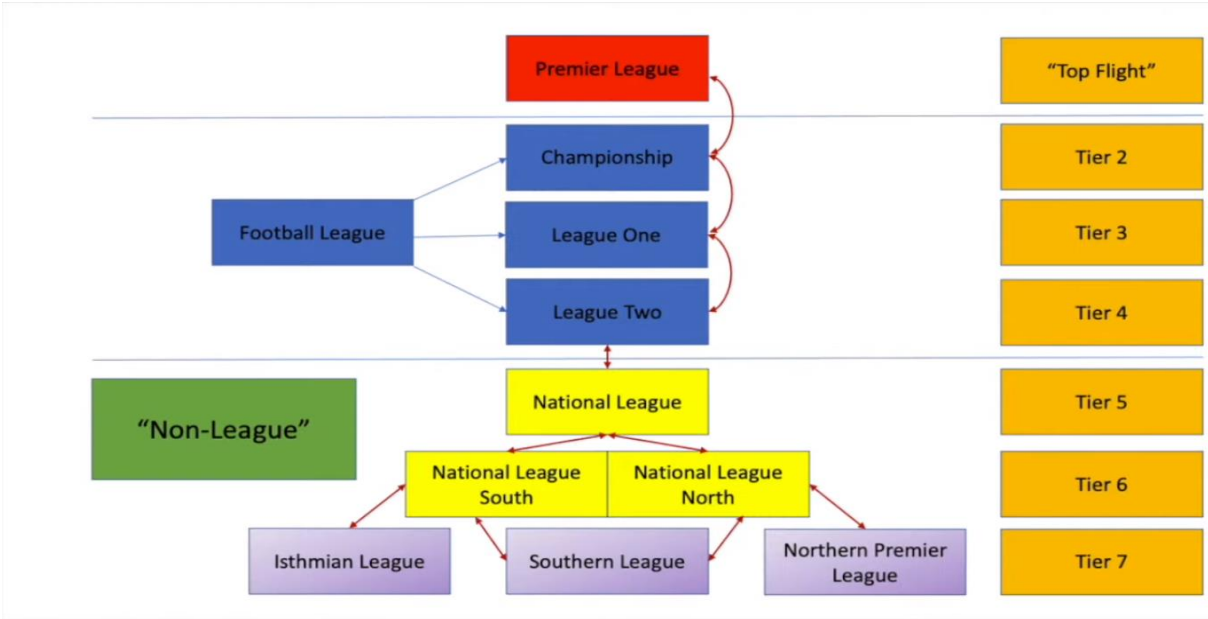 Premier League
“Top Flight”
Championship
Tier 2
Football League
League One
Tier 3
League Two
Tier 4
“Non-League”
National League
Tier 5
National League
South
National League
North
Tier 6
Isthmian League
Southern League
Northern Premier
League
Tier 7